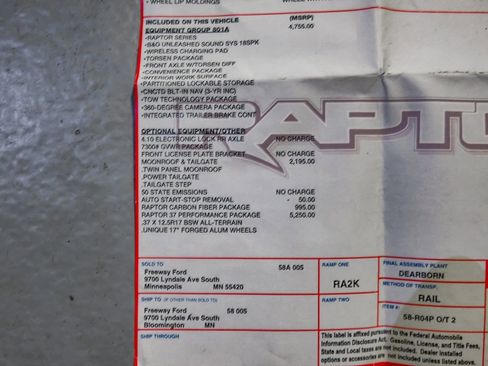 • WHEEL LIP MOLDINGS
INCLUDED ON THIS VEHICLE (MSRP)
EQUIPMENT GROUP 801A 4,755.00
•RAPTOR SERIES
•B&O UNLEASHED SOUND SYS 18SPK
•WIRELESS CHARGING PAD
•TORSEN PACKAGE
•FRONT AXLE W/TORSEN DIFF
•CONVENIENCE PACKAGE
•INTERIOR WORK SURFACE
•PARTITIONED LOCKABLE STORAGE
•CNCTD BLT-IN NAV (3-YR INC)
•TOW TECHNOLOGY PACKAGE
•360-DEGREE CAMERA PACKAGE
•INTEGRATED TRAILER BRAKE CONT
RAPTO
OPTIONAL EQUIPMENT/OTHER
4.10 ELECTRONIC LOCK RR AXLE NO CHARGE
7300# GVWR PACKAGE
FRONT LICENSE PLATE BRACKET NO CHARGE
MOONROOF & TAILGATE 2,195.00
.TWIN PANEL MOONROOF
.POWER TAILGATE
.TAILGATE STEP
50 STATE EMISSIONS NO CHARGE
AUTO START-STOP REMOVAL - 50.00
RAPTOR CARBON FIBER PACKAGE 995.00
RAPTOR 37 PERFORMANCE PACKAGE 5,250.00
.37 X 12.5R17 BSW ALL-TERRAIN
.UNIQUE 17" FORGED ALUM WHEELS
SOLD TO
Freeway Ford 58A 005
9700 Lyndale Ave South
Minneapolis MN 55420
SHIP TO (IF OTHER THAN SOLD TO)
Freeway Ford 58 005
9700 Lyndale Ave South
Bloomington MN
SHIP THROUGH
RAMP ONE
RA2K
RAMP TWO
FINAL ASSEMBLY PLANT
DEARBORN
METHOD OF TRANSP.
RAIL
ITEM #:
58-R04P O/T 2
This label is affixed pursuant to the Federal Automobile
Information Disclosure Act. Gasoline, License, and Title Fees,
State and Local taxes are not included. Dealer installed
options or accessories are not included unless listed above.